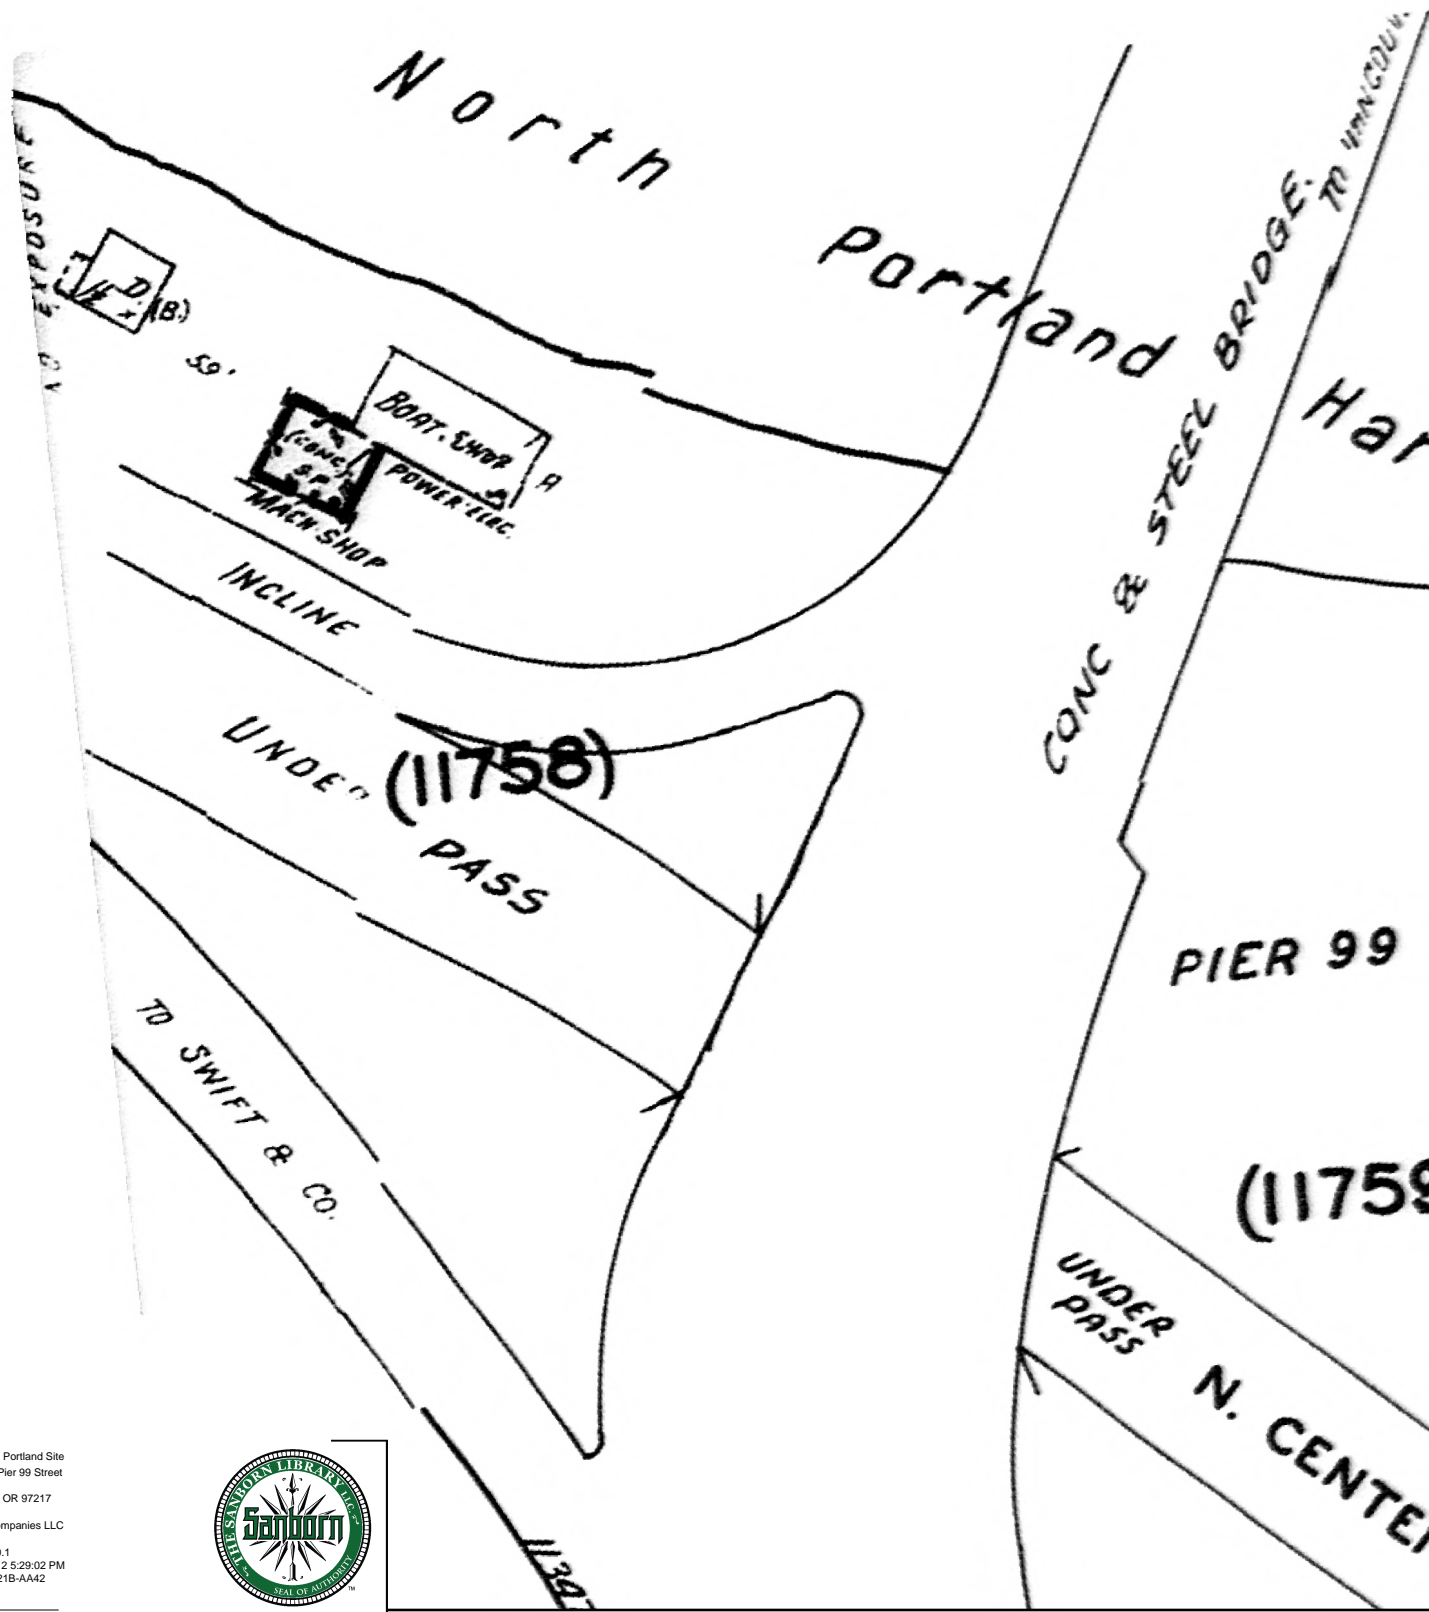 North
Portland
Har
TO VANCOUV
CONC & STEEL BRIDGE.
NO EXPOSURE
D.
(B.)
59'
BOAT. SHOP
(CONC)
POWER: ELEC.
A
MACH. SHOP
INCLINE
UNDER
PASS
(11758)
TO SWIFT & CO.
PIER 99
(11759
UNDER
PASS
N. CENTE
Portland Site
Pier 99 Street
OR 97217
mpanies LLC
2 5:29:02 PM
21B-AA42
THE SANBORN LIBRARY LLC
Sanborn
SEAL OF AUTHORITY
TM